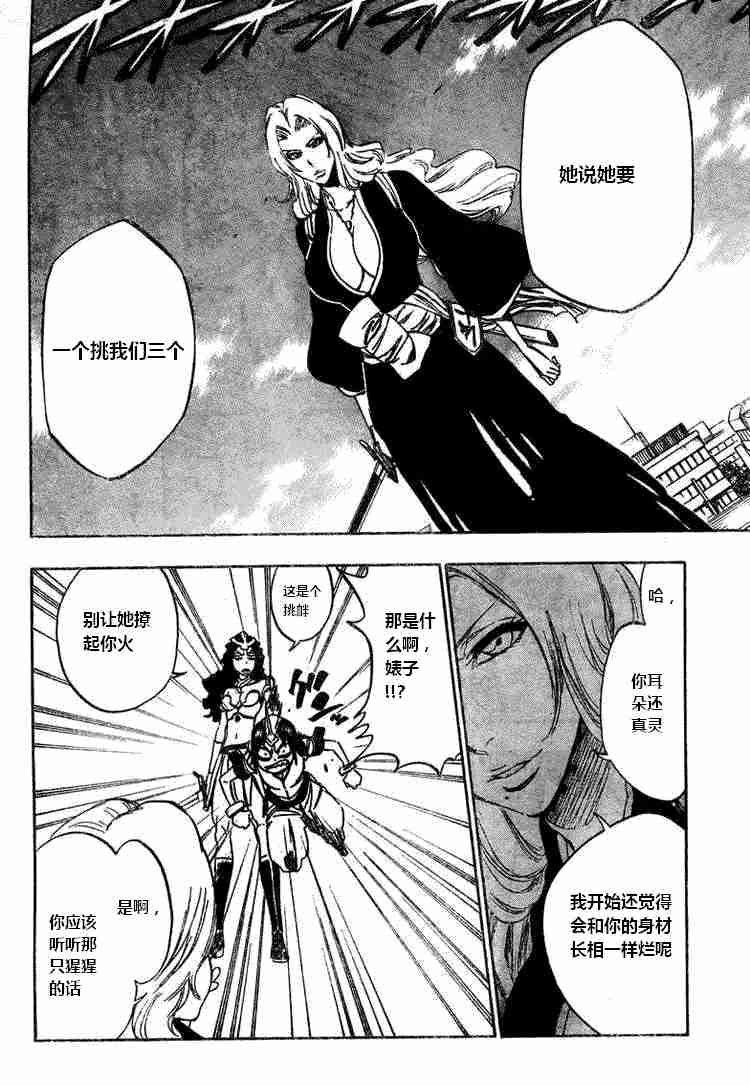 她说她要
一个挑我们三个
哈，
你耳
朵还
真灵
我开始还觉得
会和你的身材
长相一样烂呢
那是什
么啊，
婊子
!!?
这是个
挑衅
别让她撩
起你火
ゲゴン
是啊，
你应该
听听那
只猩猩
的话